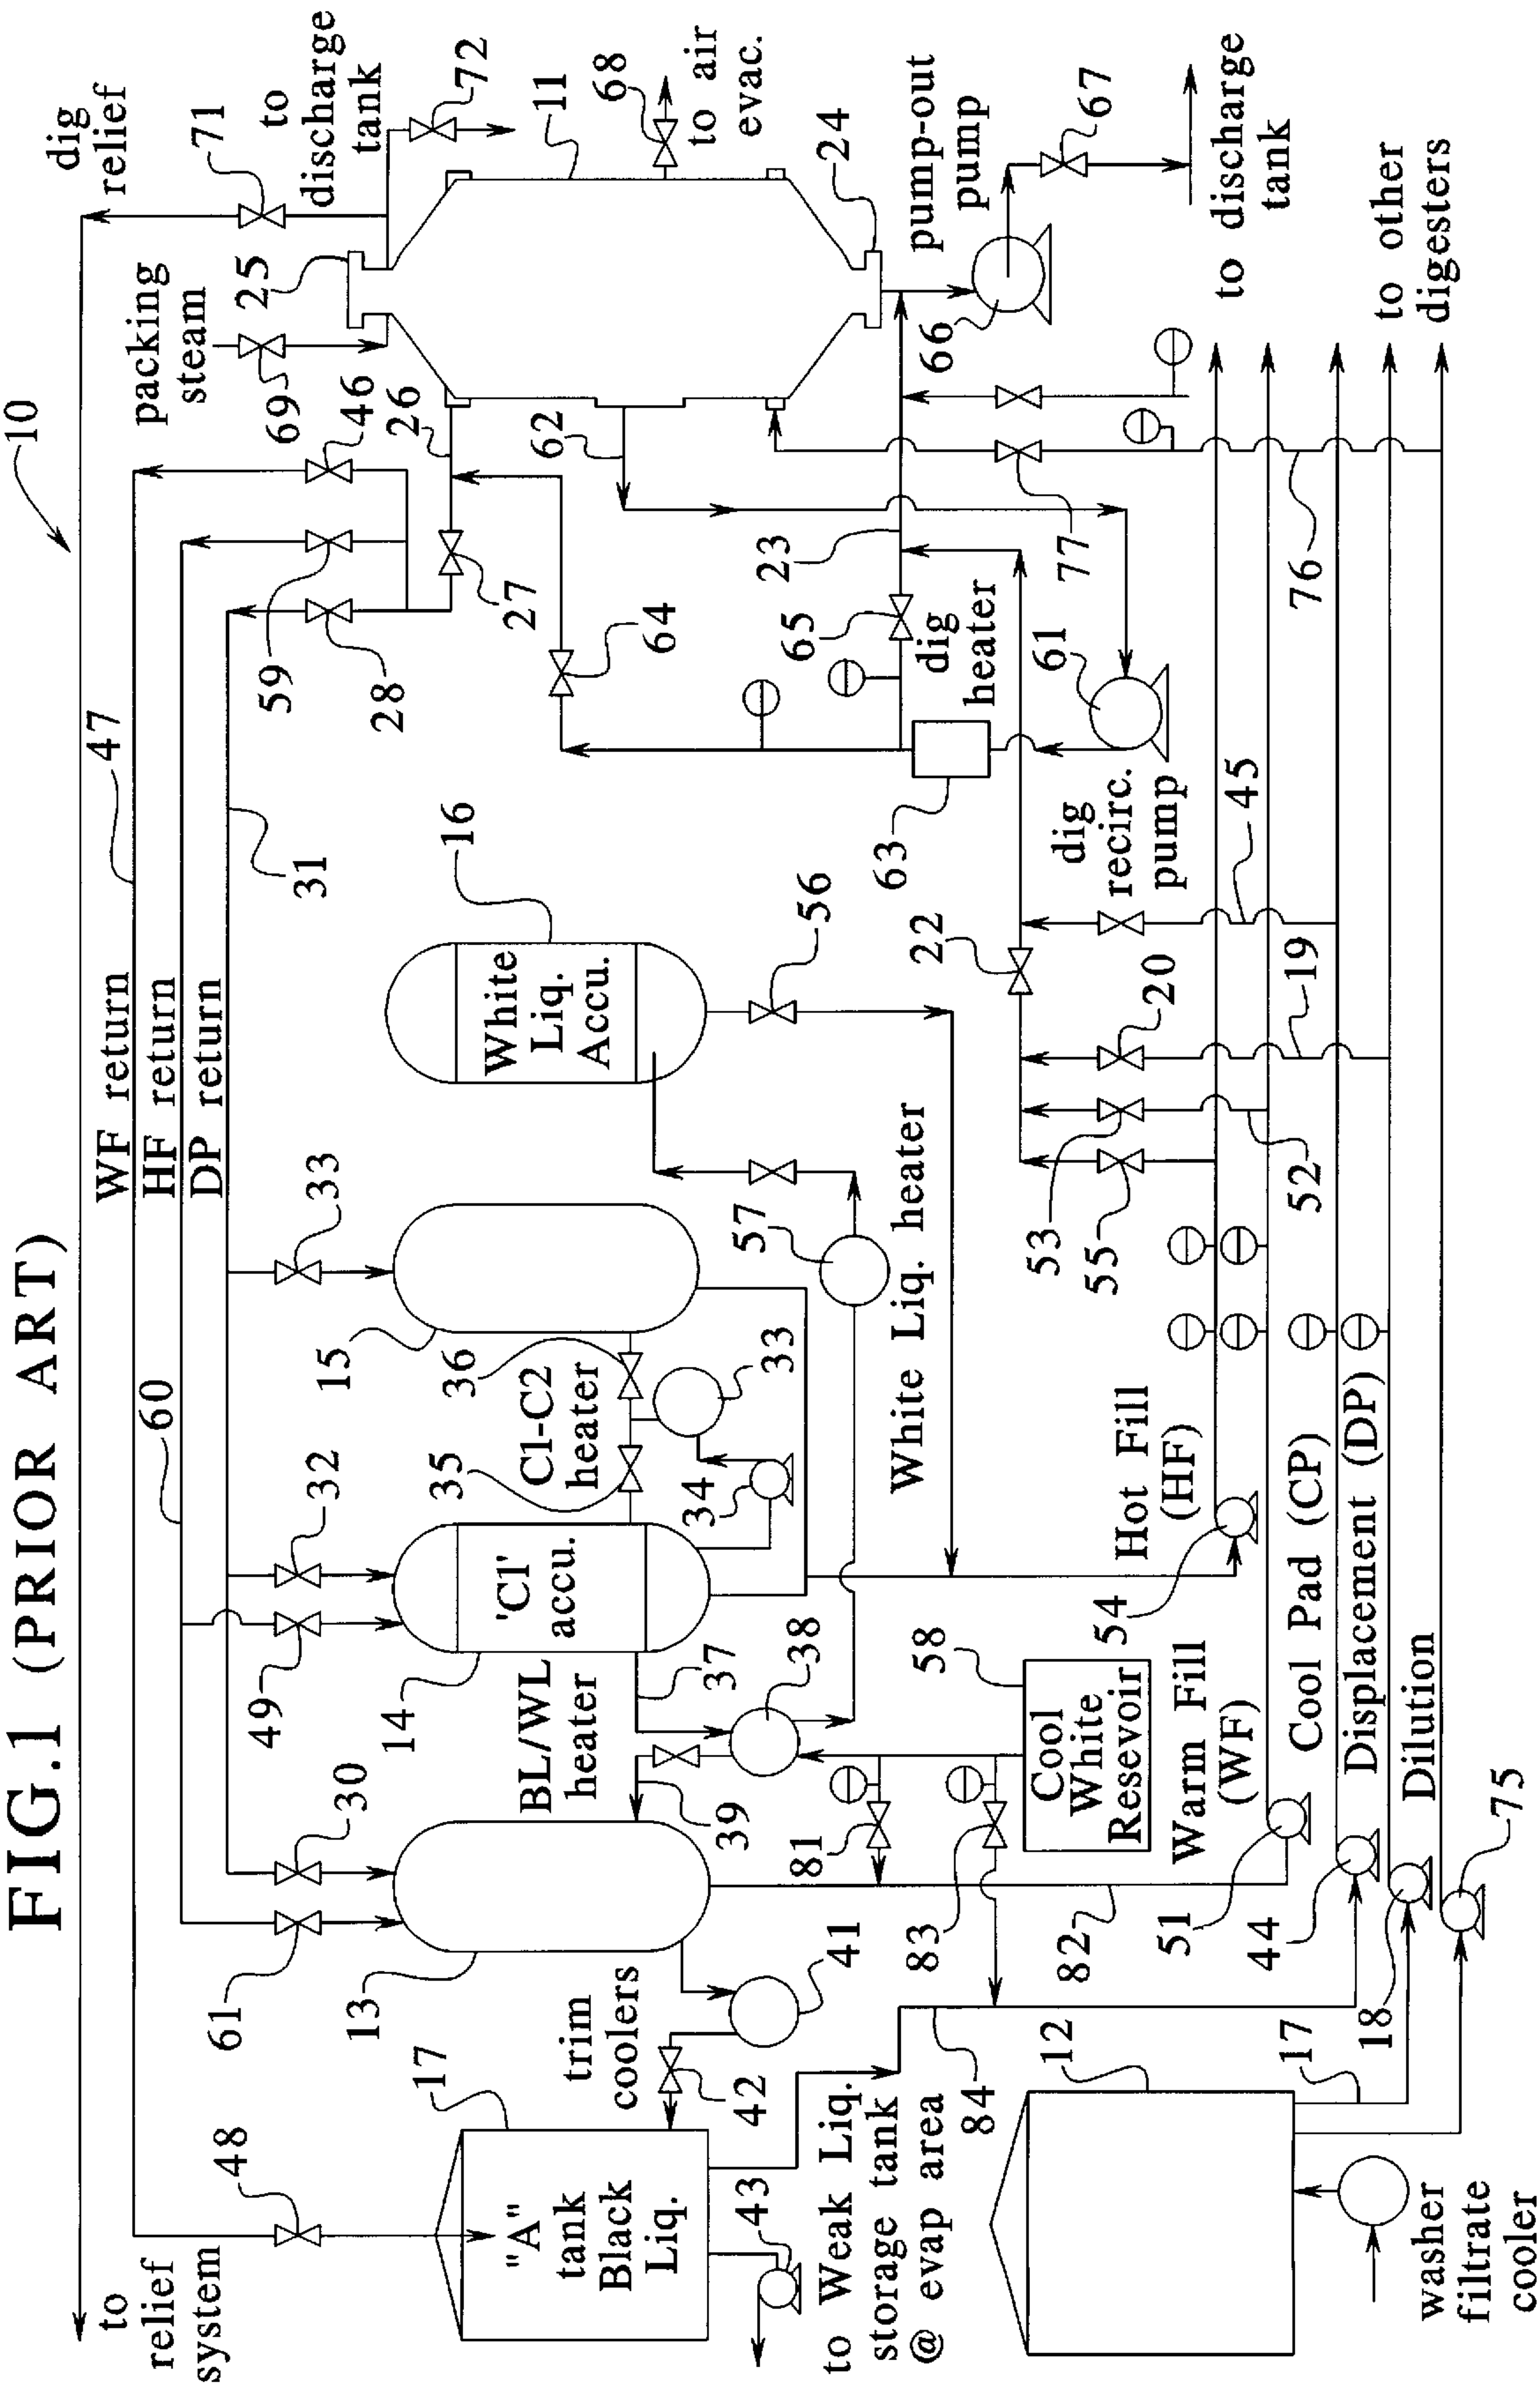 FIG.1 (PRIOR ART)
10
to
relief
system
dig
relief
WF return
HF return
DP return
47
60
31
48
61
30
49
32
33
59
28
46
26
27
packing
steam
69
25
71
to
discharge
tank
72
11
68
to air
evac.
24
62
64
17
"A"
tank
Black
Liq.
43
to Weak Liq.
storage tank
@ evap area
trim
coolers
42
41
13
14
'C1'
accu.
15
16
White
Liq.
Accu.
56
BL/WL
heater
37
38
39
35
C1-C2
heater
36
34
33
57
White Liq. heater
81
83
82
84
58
Cool
White
Resevoir
23
65
dig
heater
63
61
dig
recirc.
pump
22
20
19
45
53
55
52
77
76
66
pump-out
pump
67
to discharge
tank
to other
digesters
Hot Fill
(HF)
54
Warm Fill
(WF)
51
Cool Pad (CP)
44
Displacement (DP)
18
Dilution
75
12
17
washer
filtrate
cooler